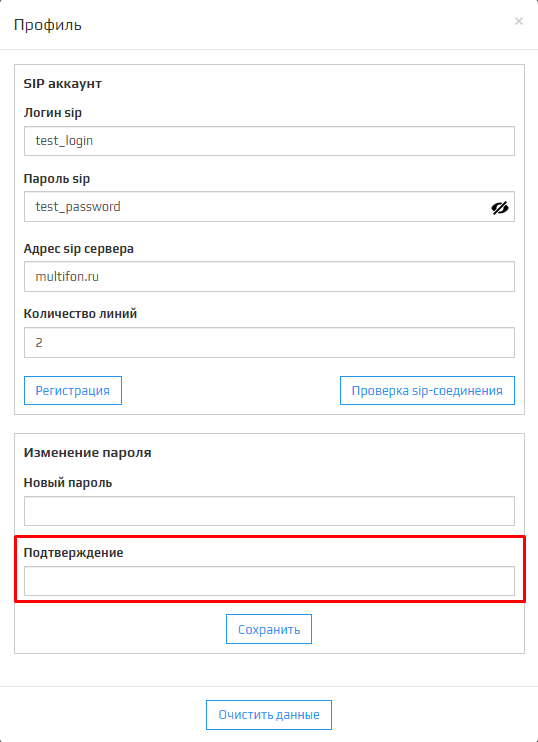 Профиль
×
SIP аккаунт
Логин sip
test_login
Пароль sip
test_password
Адрес sip сервера
multifon.ru
Количество линий
2
Регистрация Проверка sip-соединения
Изменение пароля
Новый пароль
Подтверждение
Сохранить
Очистить данные